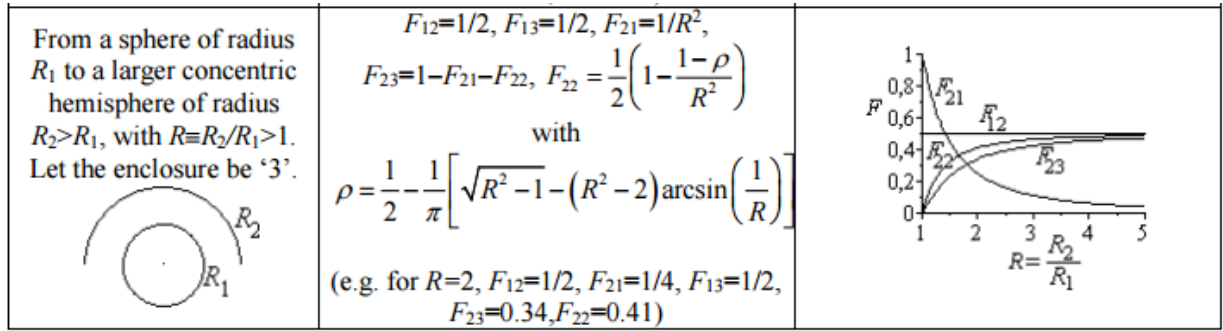 From a sphere of radius
R₁ to a larger concentric
hemisphere of radius
R₂>R₁, with R≡R₂/R₁>1.
Let the enclosure be ‘3’.
R₂
R₁
F₁₂=1/2, F₁₃=1/2, F₂₁=1/R²,
F₂₃=1−F₂₁−F₂₂, F₂₂ = 1/2(1−(1−ρ)/R²)
with
ρ = 1/2 − 1/π[√(R²−1) −(R²−2)arcsin(1/R)]
(e.g. for R=2, F₁₂=1/2, F₂₁=1/4, F₁₃=1/2,
F₂₃=0.34,F₂₂=0.41)
1
0,8
F 0,6
0,4
0,2
0
F₂₁
F₁₂
F₂₂
F₂₃
1 2 3 4 5
R= R₂/R₁